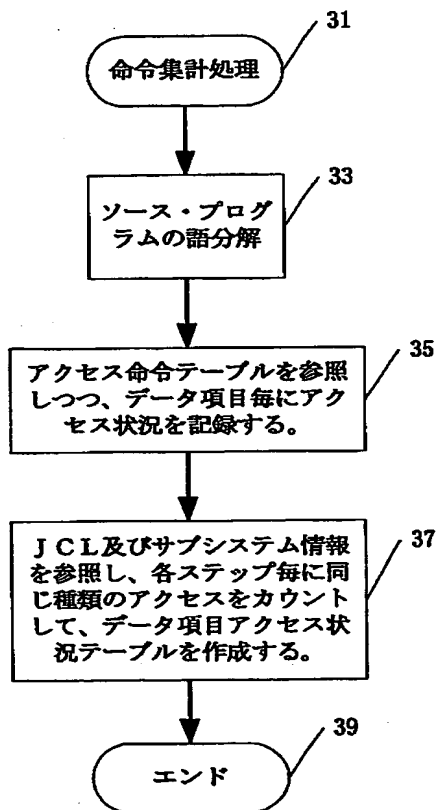 31
命令集計処理
33
ソース・プログ
ラムの語分解
35
アクセス命令テーブルを参照
しつつ、データ項目毎にアク
セス状況を記録する。
37
ＪＣＬ及びサブシステム情報
を参照し、各ステップ毎に同
じ種類のアクセスをカウント
して、データ項目アクセス状
況テーブルを作成する。
39
エンド